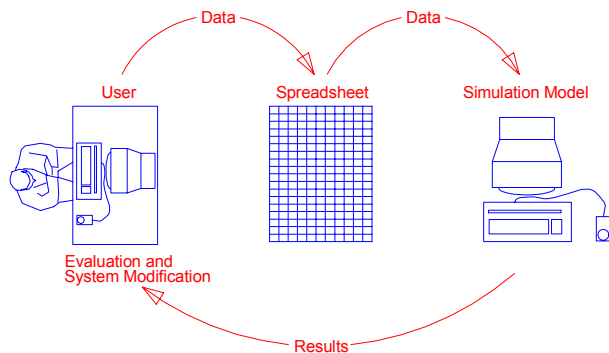 Data
Data
User
Spreadsheet
Simulation Model
Evaluation and
System Modification
Results